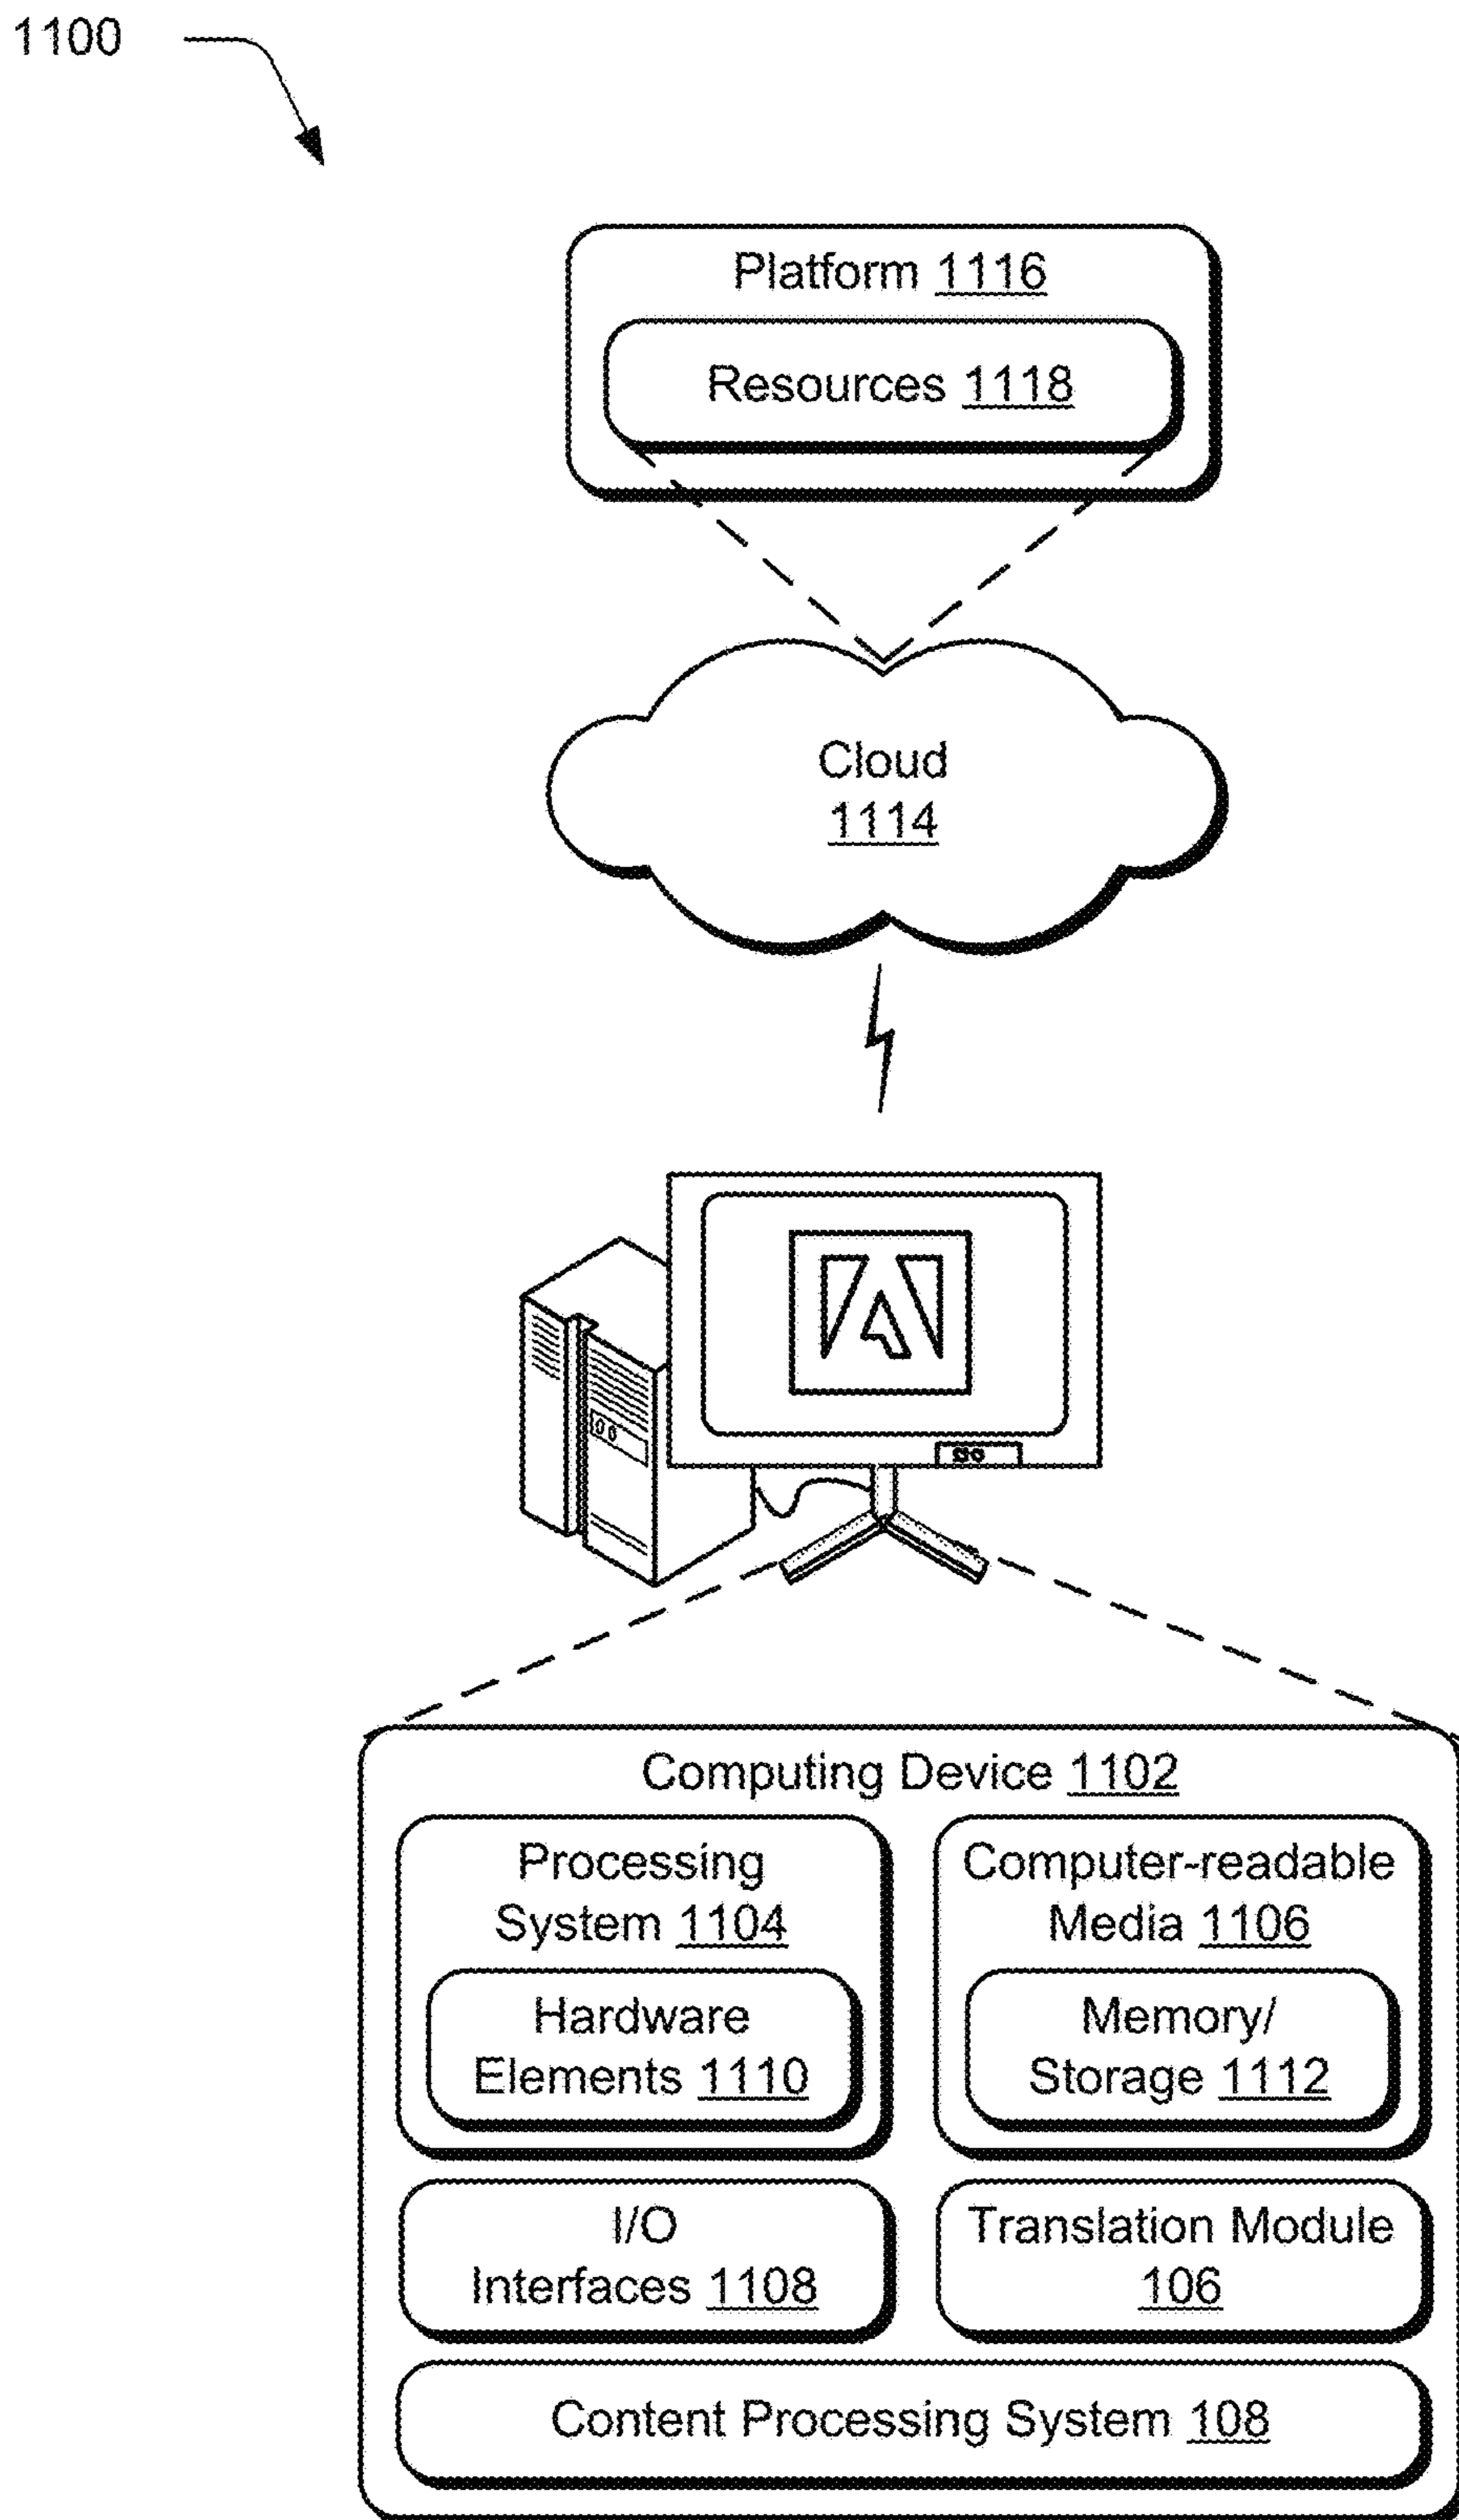 1100
Platform 1116
Resources 1118
Cloud
1114
Computing Device 1102
Processing
System 1104
Hardware
Elements 1110
Computer-readable
Media 1106
Memory/
Storage 1112
I/O
Interfaces 1108
Translation Module
106
Content Processing System 108